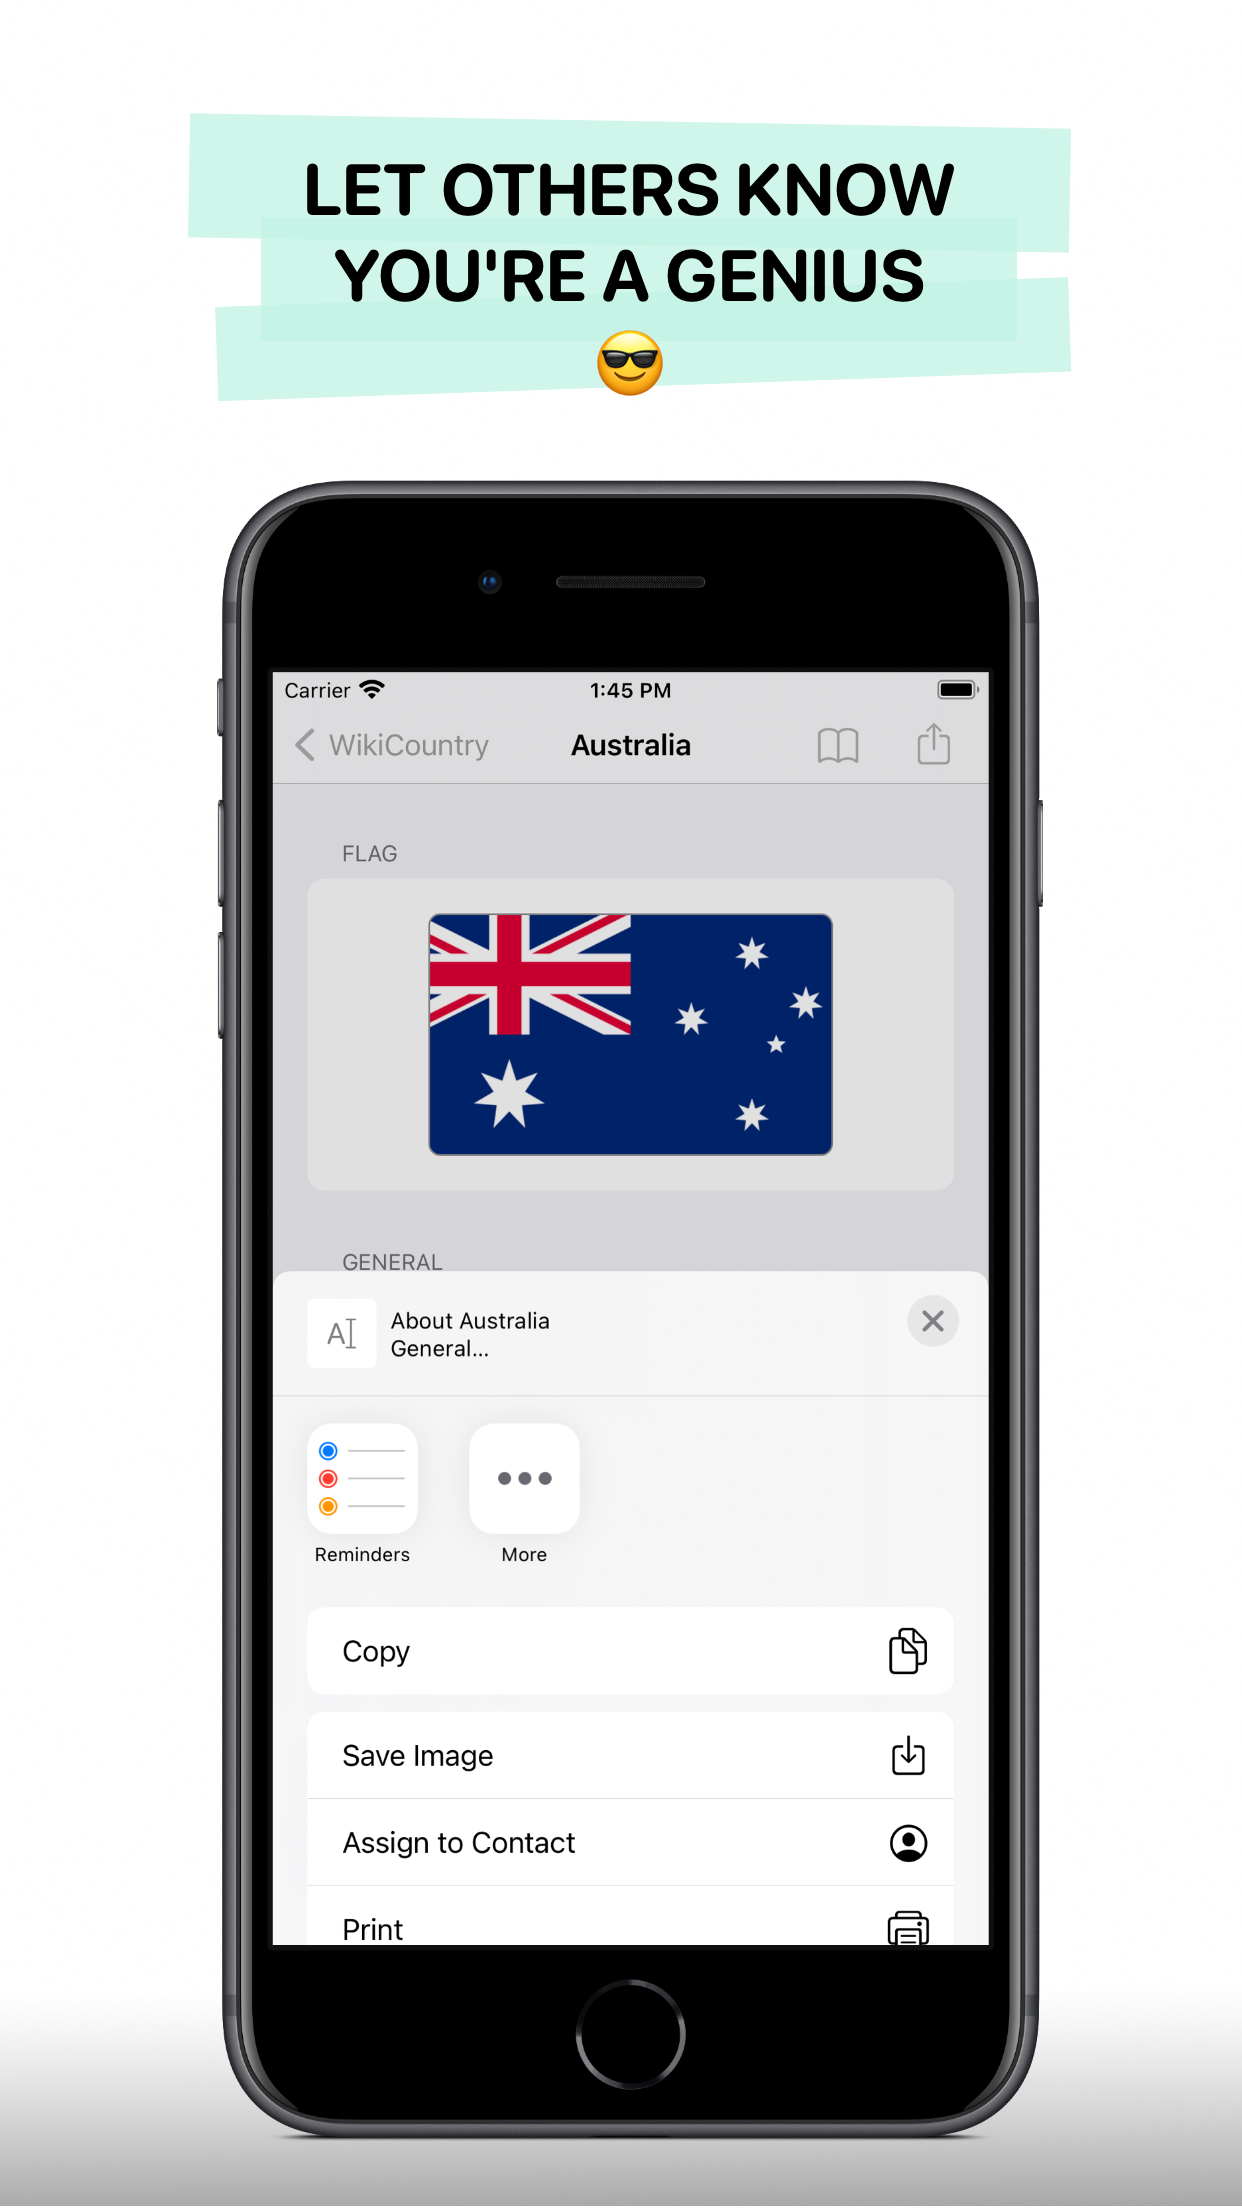 LET OTHERS KNOW
YOU'RE A GENIUS
😎
Carrier 1:45 PM
WikiCountry Australia
FLAG
GENERAL
About Australia
General...
Reminders More
Copy
Save Image
Assign to Contact
Print